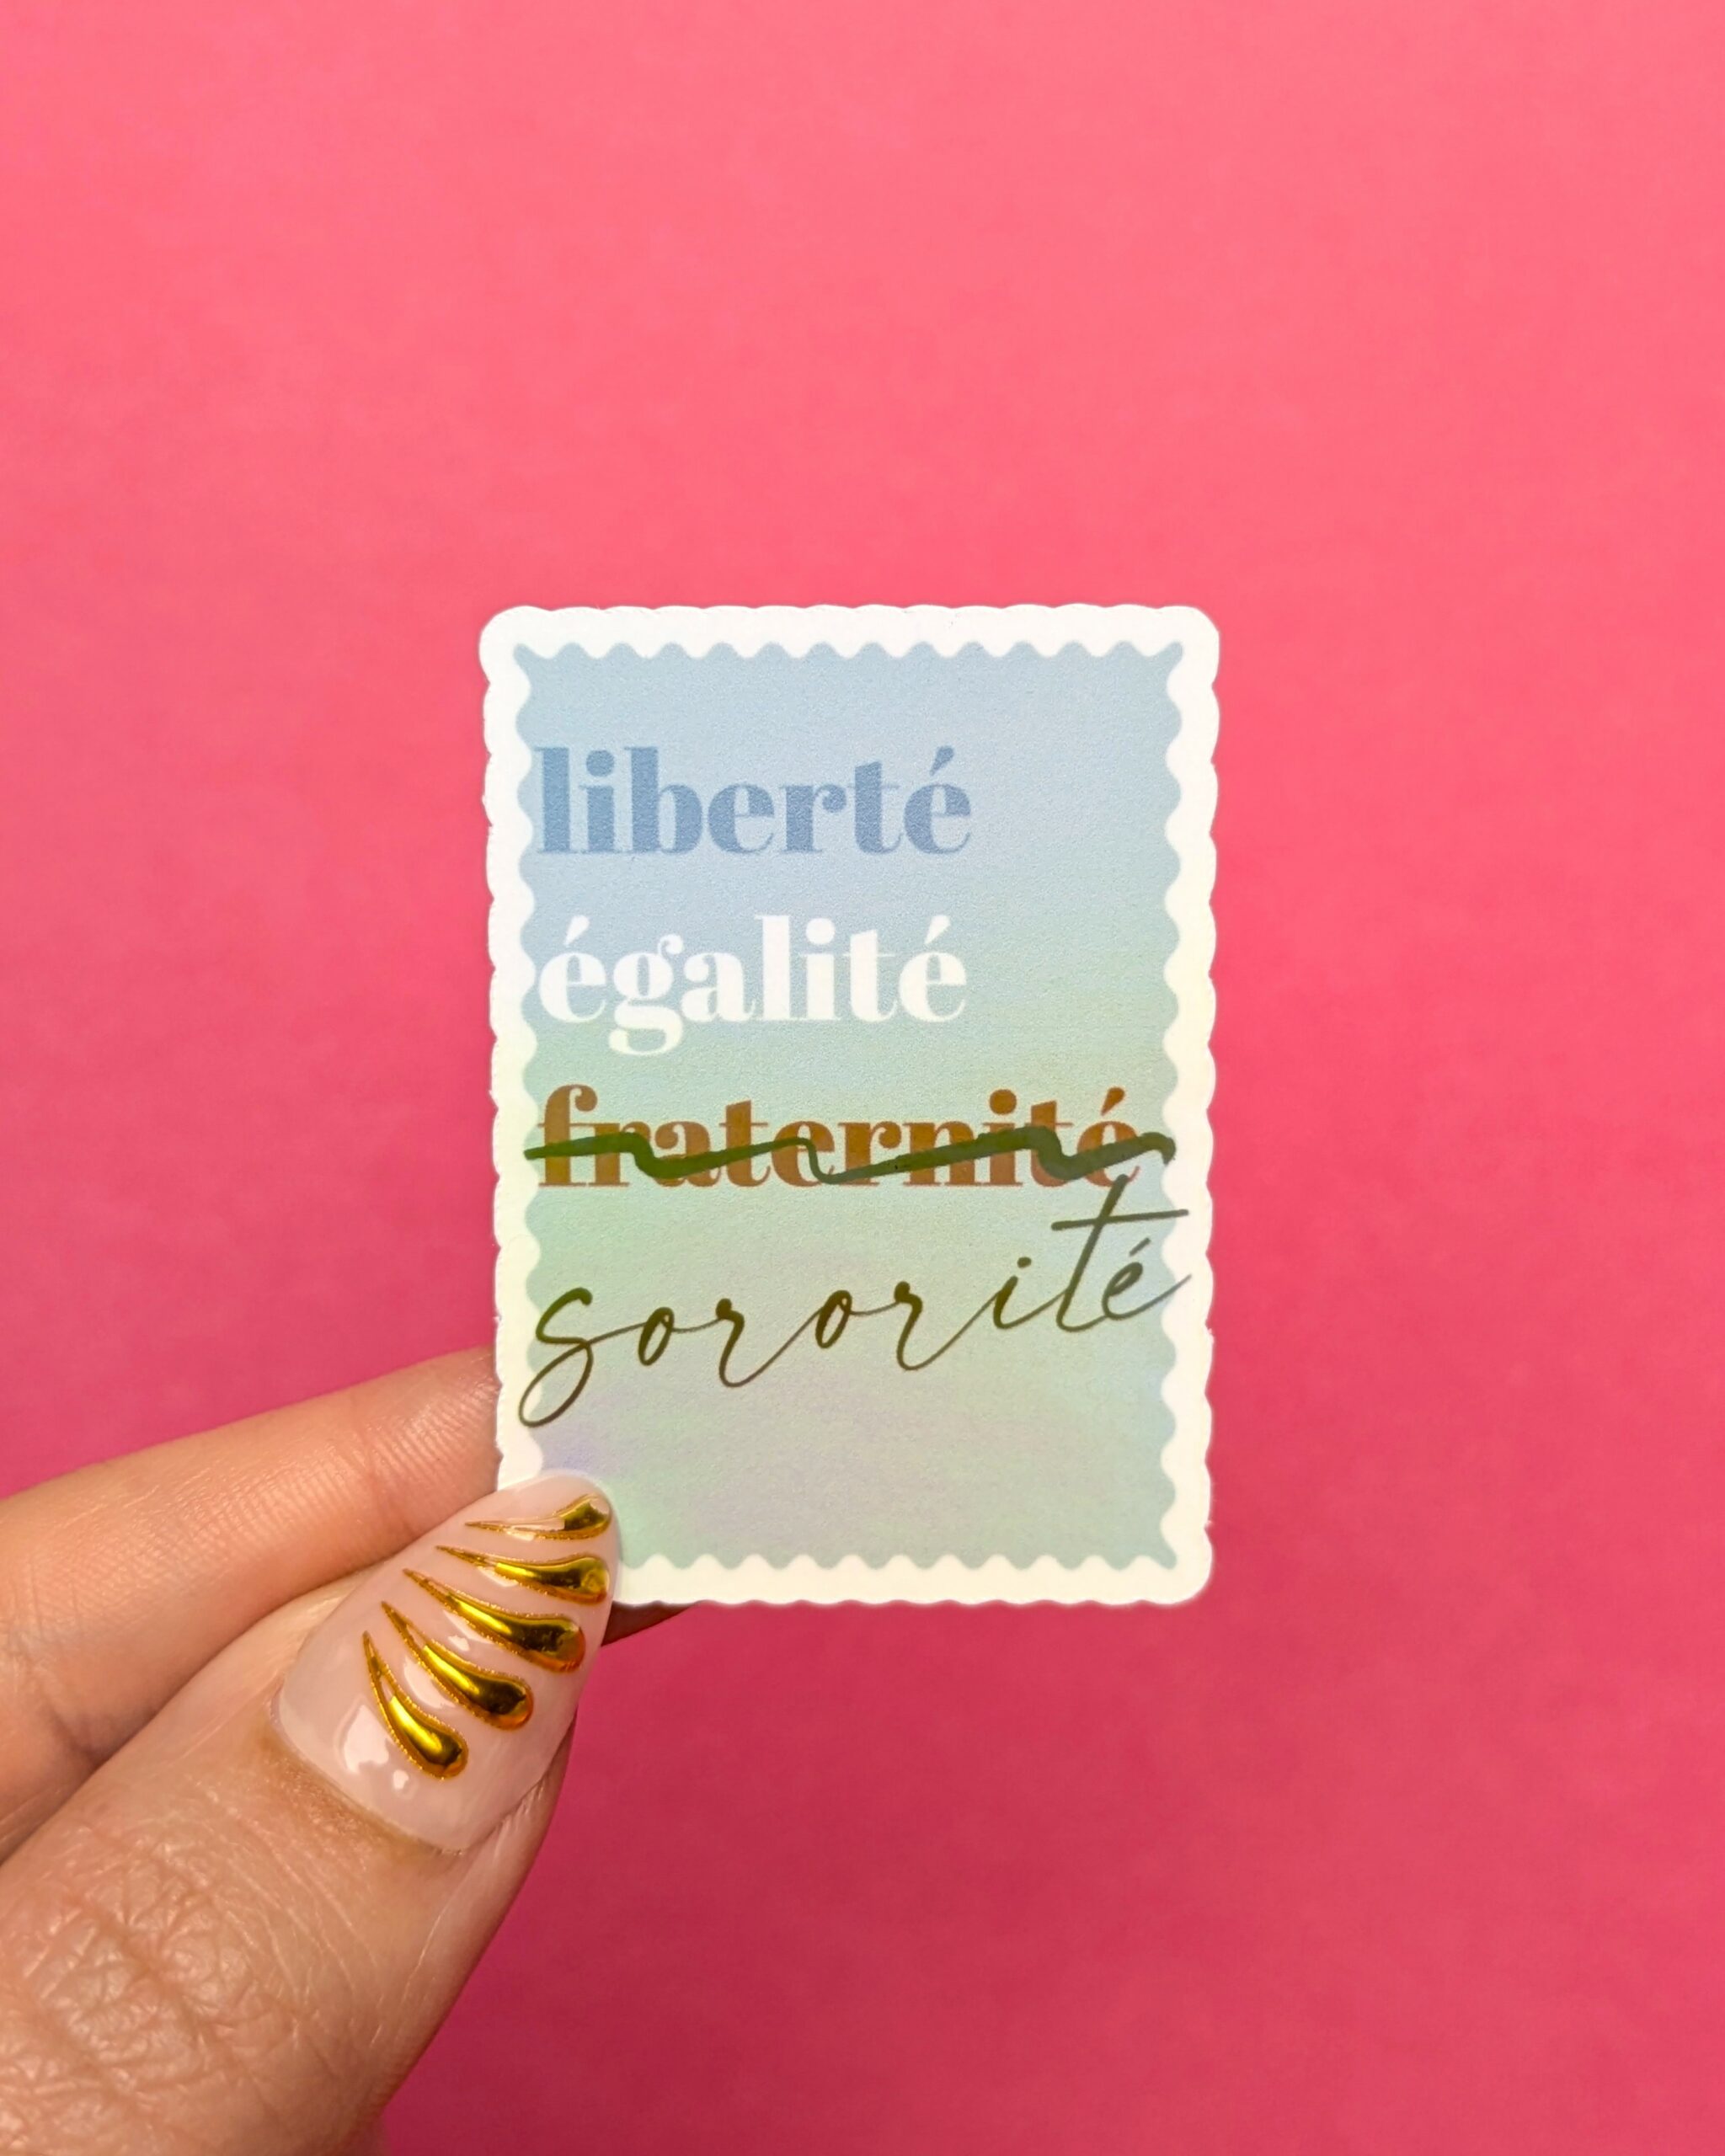 liberté
égalité
fraternité
sororité